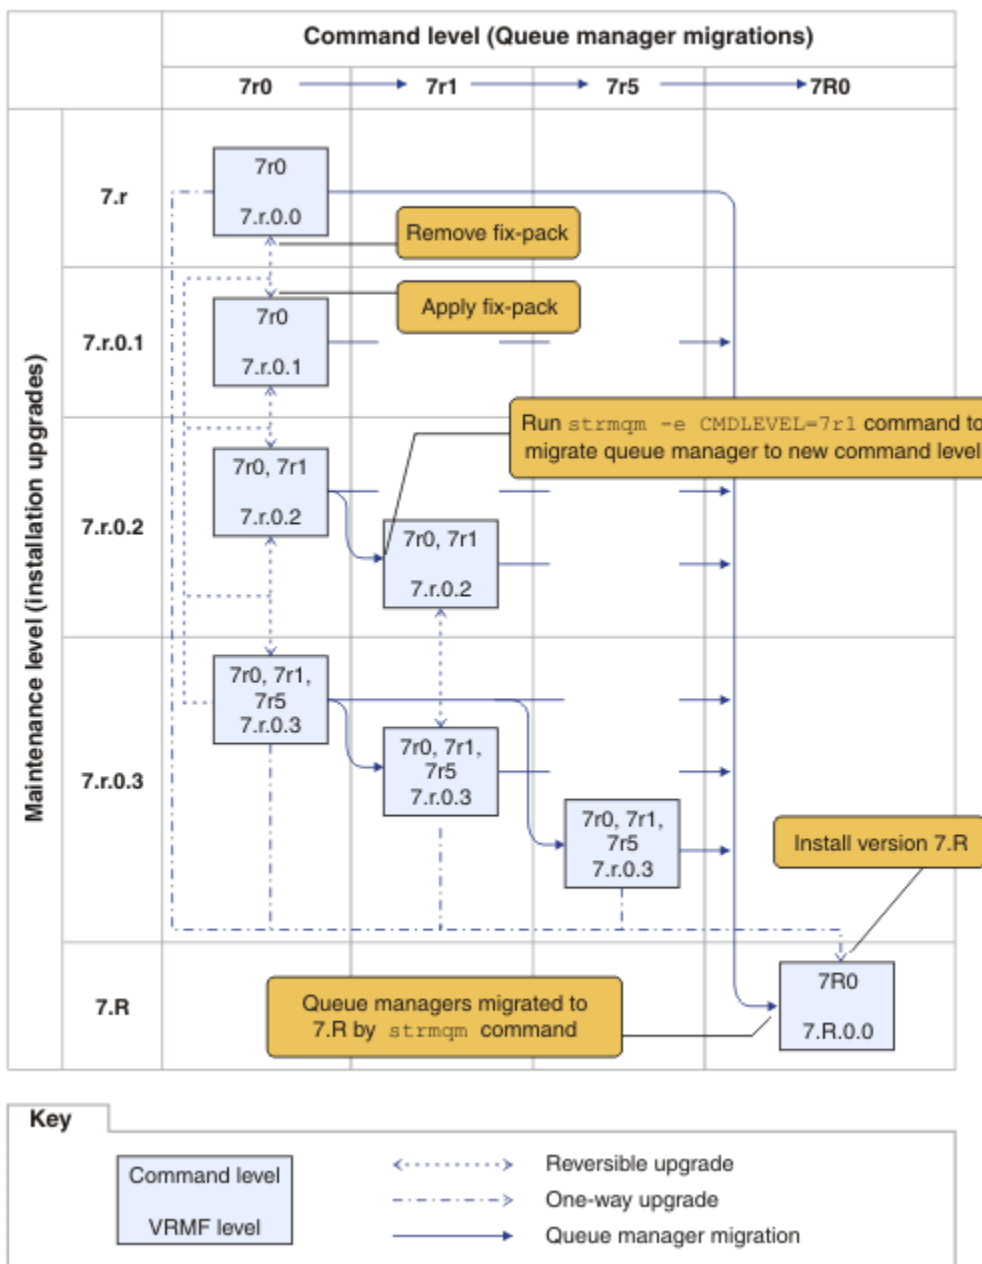 Command level (Queue manager migrations)
7r0 7r1 7r5 7R0
Maintenance level (installation upgrades)
7.r
7r0
7.r.0.0
Remove fix-pack
7.r.0.1
7r0
7.r.0.1
Apply fix-pack
Run strmqm -e CMDLEVEL=7r1 command to
migrate queue manager to new command level
7.r.0.2
7r0, 7r1
7.r.0.2
7r0, 7r1
7.r.0.2
7.r.0.3
7r0, 7r1,
7r5
7.r.0.3
7r0, 7r1,
7r5
7.r.0.3
7r0, 7r1,
7r5
7.r.0.3
Install version 7.R
7.R
Queue managers migrated to
7.R by strmqm command
7R0
7.R.0.0
Key
Command level
VRMF level
Reversible upgrade
One-way upgrade
Queue manager migration